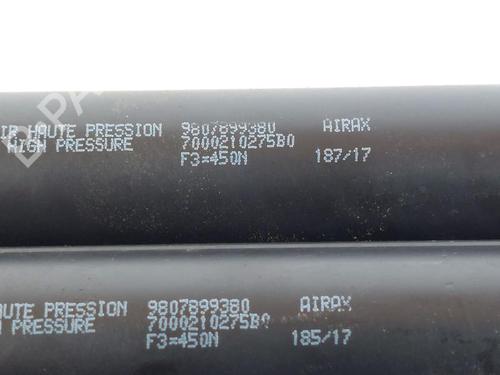 IR HAUTE PRESSION 9807899380 AIRAX
HIGH PRESSURE 7000210275B0
F3=450N 187/17
HAUTE PRESSION 9807899380 AIRAX
PRESSURE 7000210275B0
F3=450N 185/17